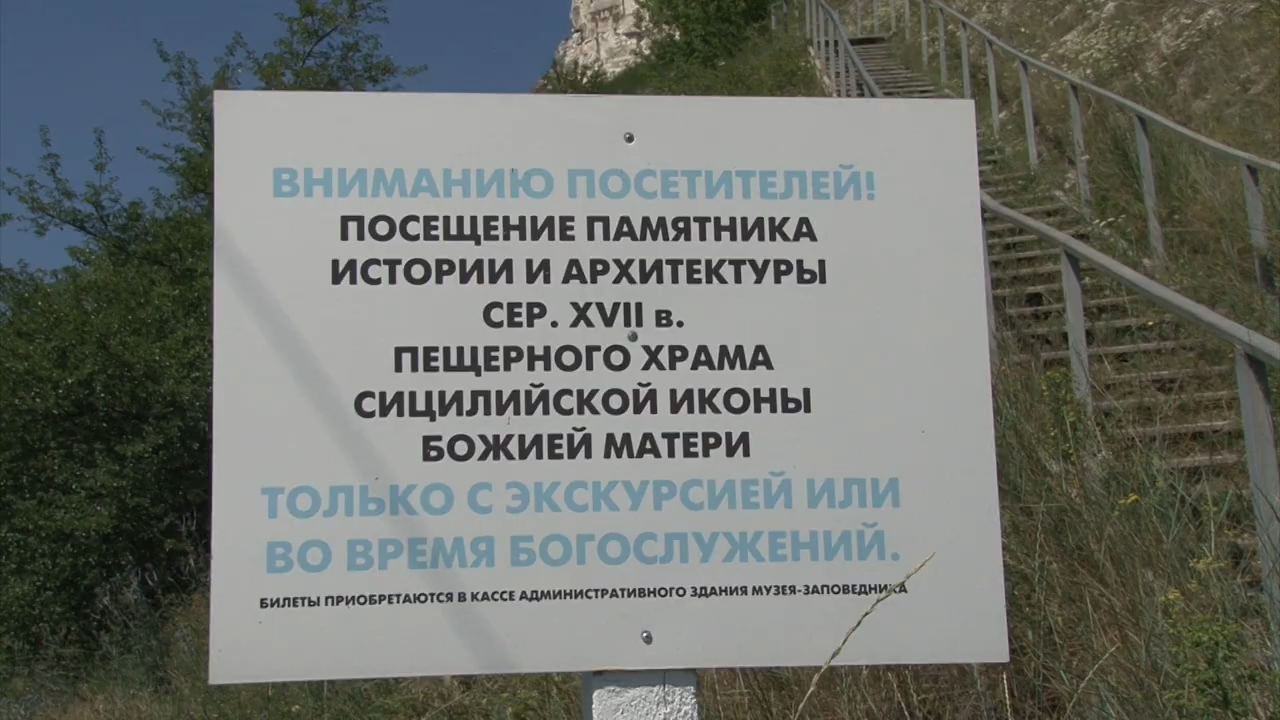 ВНИМАНИЮ ПОСЕТИТЕЛЕЙ!
ПОСЕЩЕНИЕ ПАМЯТНИКА
ИСТОРИИ И АРХИТЕКТУРЫ
СЕР. XVII в.
ПЕЩЕРНОГО ХРАМА
СИЦИЛИЙСКОЙ ИКОНЫ
БОЖИЕЙ МАТЕРИ
ТОЛЬКО С ЭКСКУРСИЕЙ ИЛИ
ВО ВРЕМЯ БОГОСЛУЖЕНИЙ.
БИЛЕТЫ ПРИОБРЕТАЮТСЯ В КАССЕ АДМИНИСТРАТИВНОГО ЗДАНИЯ МУЗЕЯ-ЗАПОВЕДНИКА